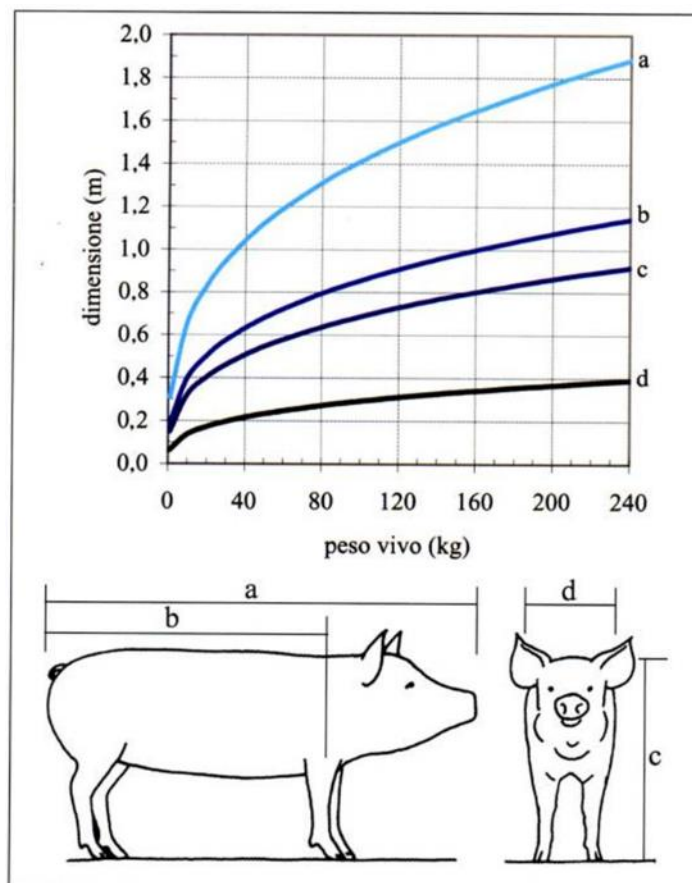 2,0
1,8
1,6
1,4
1,2
1,0
0,8
0,6
0,4
0,2
0,0
dimensione (m)
a
b
c
d
0 40 80 120 160 200 240
peso vivo (kg)
a
b
d
c